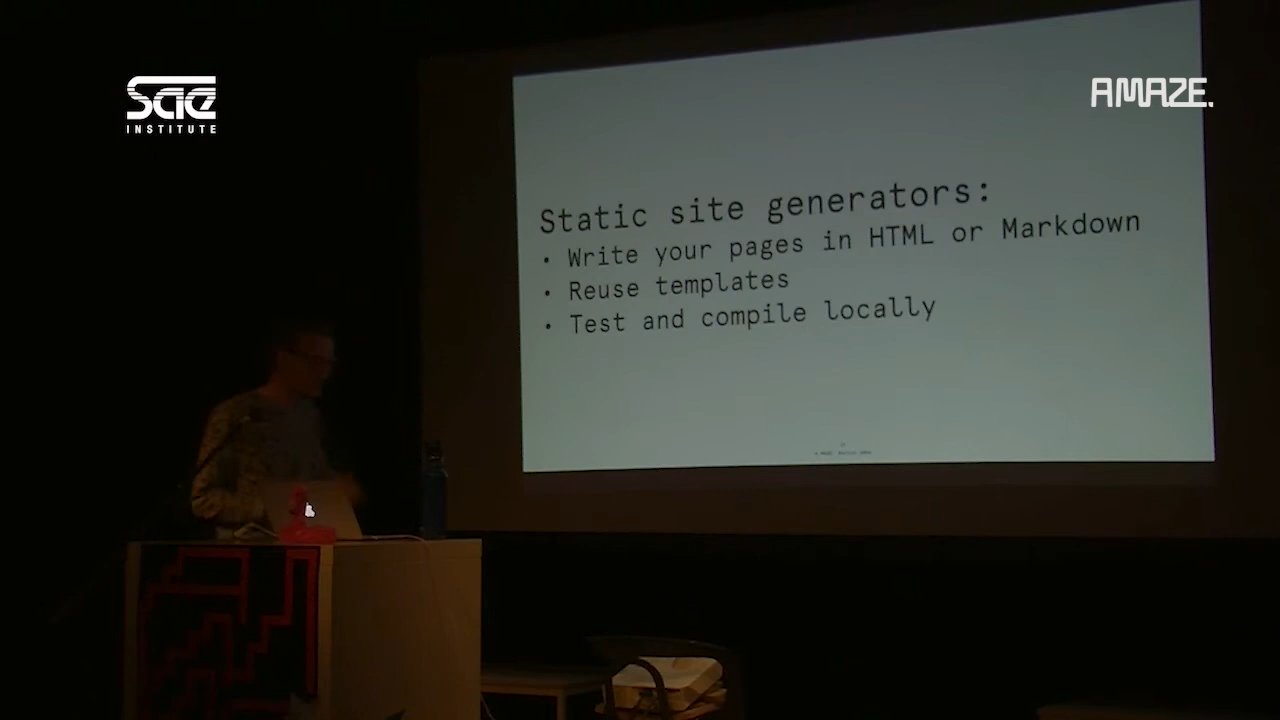 Sae
INSTITUTE
AMAZE.
Static site generators:
• Write your pages in HTML or Markdown
• Reuse templates
• Test and compile locally